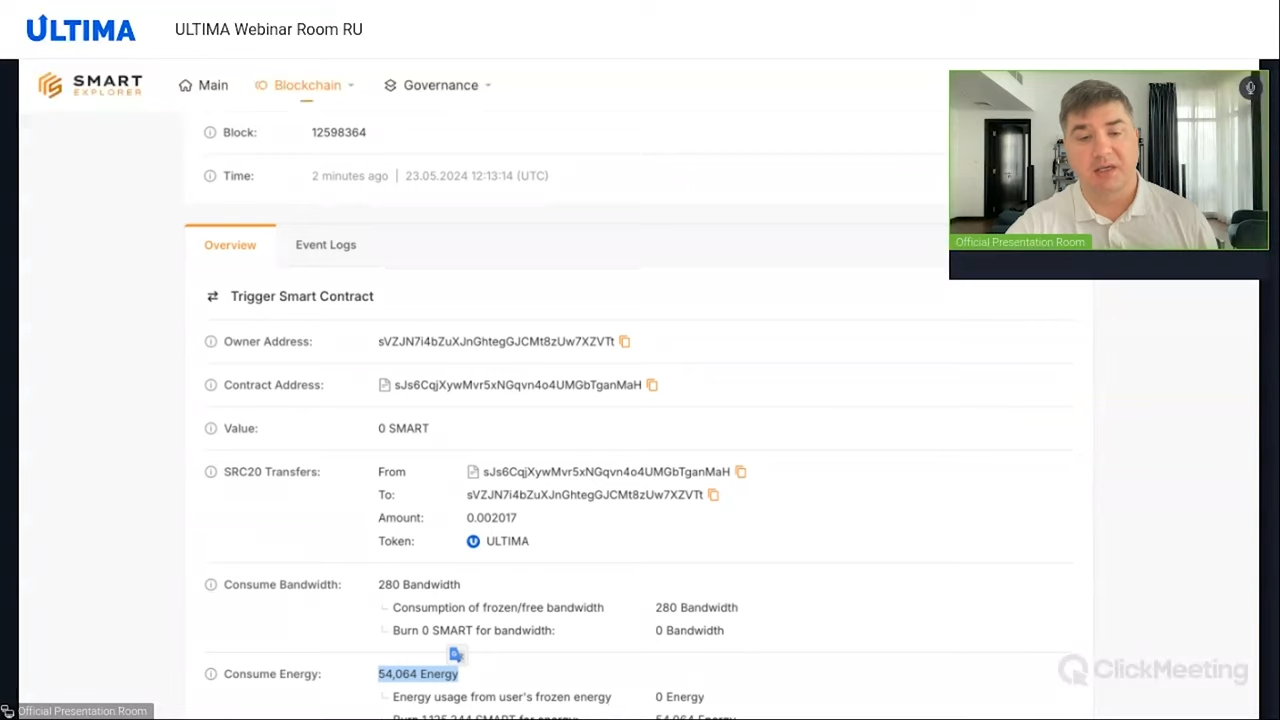 ULTIMA ULTIMA Webinar Room RU
SMART EXPLORER Main Blockchain Governance
Block: 12598364
Time: 2 minutes ago | 23.05.2024 12:13:14 (UTC)
Official Presentation Room
Overview Event Logs
Trigger Smart Contract
Owner Address: sVZJN7i4bZuXJnGhtegGJCMt8zUw7XZVTt
Contract Address: sJs6CqjXywMvr5xNGqvn4o4UMGbTganMaH
Value: 0 SMART
SRC20 Transfers: From sJs6CqjXywMvr5xNGqvn4o4UMGbTganMaH
To: sVZJN7i4bZuXJnGhtegGJCMt8zUw7XZVTt
Amount: 0.002017
Token: ULTIMA
Consume Bandwidth: 280 Bandwidth
Consumption of frozen/free bandwidth 280 Bandwidth
Burn 0 SMART for bandwidth: 0 Bandwidth
Consume Energy: 54,064 Energy
ClickMeeting
Energy usage from user's frozen energy 0 Energy
Official Presentation Room